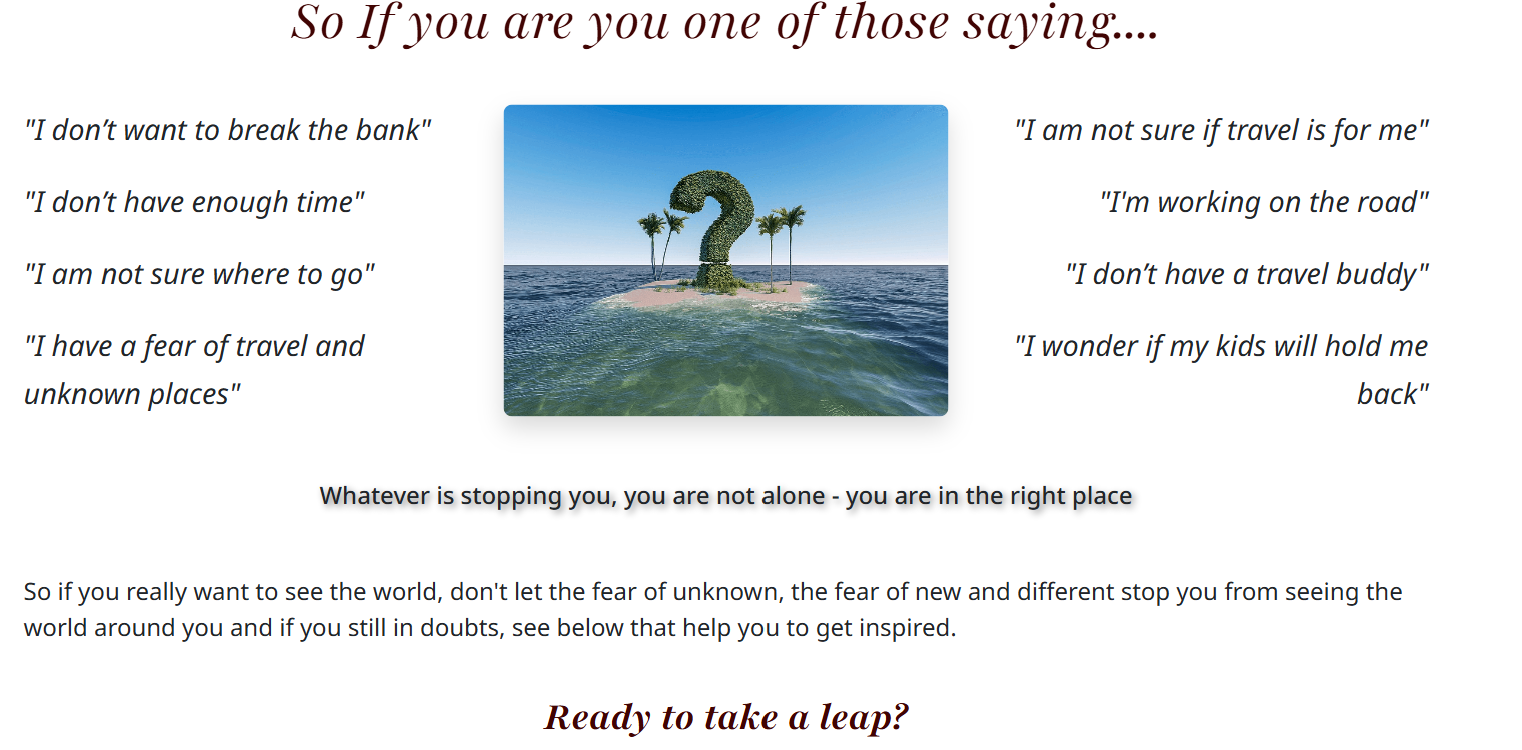 So If you are you one of those saying....
"I don’t want to break the bank"
"I don’t have enough time"
"I am not sure where to go"
"I have a fear of travel and
unknown places"
"I am not sure if travel is for me"
"I'm working on the road"
"I don’t have a travel buddy"
"I wonder if my kids will hold me
back"
Whatever is stopping you, you are not alone - you are in the right place
So if you really want to see the world, don't let the fear of unknown, the fear of new and different stop you from seeing the
world around you and if you still in doubts, see below that help you to get inspired.
Ready to take a leap?